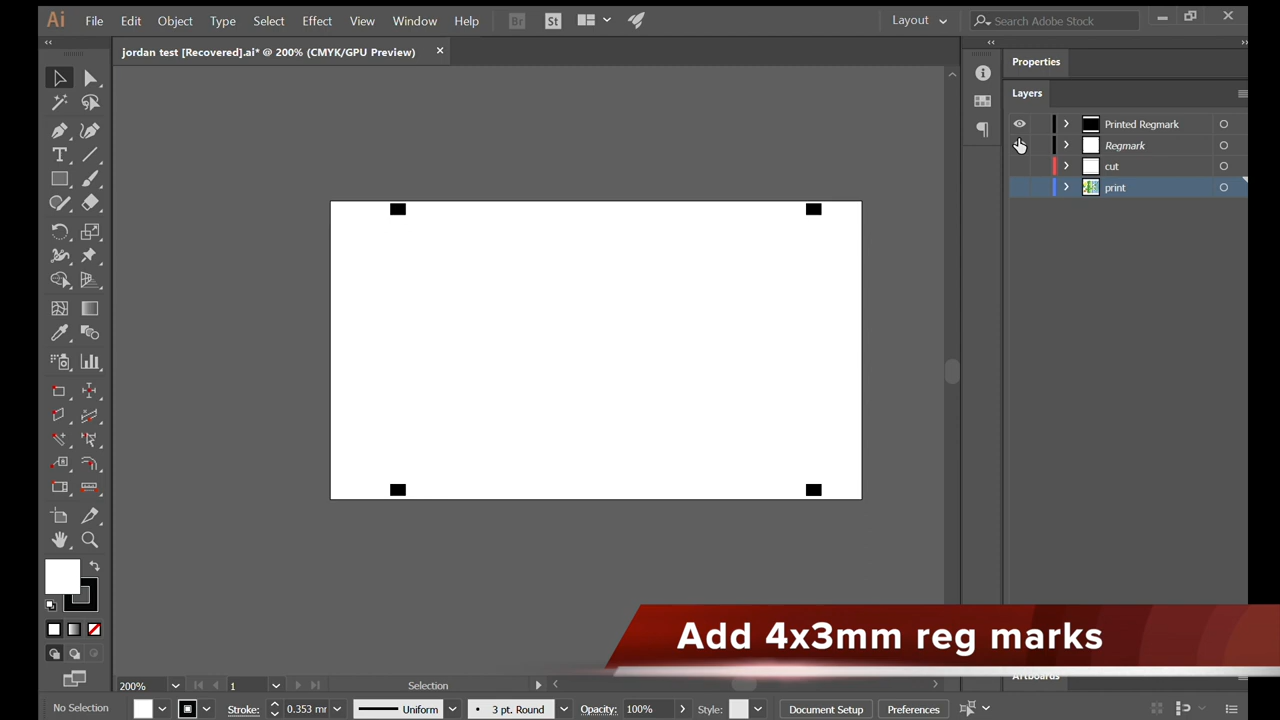 Ai File Edit Object Type Select Effect View Window Help Br St Layout Search Adobe Stock
jordan test [Recovered].ai* @ 200% (CMYK/GPU Preview)
Properties
Layers
Printed Regmark
Regmark
cut
print
Add 4x3mm reg marks
200% 1 Selection
No Selection Stroke: 0.353 mm Uniform 3 pt. Round Opacity: 100% Style: Document Setup Preferences